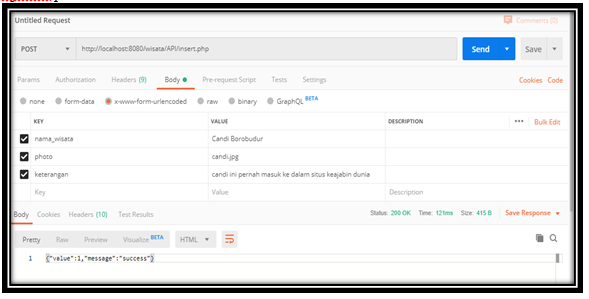 Untitled Request Comments (0)
POST http://localhost:8080/wisata/API/insert.php Send Save
Params Authorization Headers (9) Body Pre-request Script Tests Settings Cookies Code
none form-data x-www-form-urlencoded raw binary GraphQL BETA
KEY VALUE DESCRIPTION ••• Bulk Edit
nama_wisata Candi Borobudur
photo candi.jpg
keterangan candi ini pernah masuk ke dalam situs keajabin dunia
Key Value Description
Body Cookies Headers (10) Test Results Status: 200 OK Time: 121ms Size: 415 B Save Response
Pretty Raw Preview Visualize BETA HTML
1 {"value":1,"message":"success"}